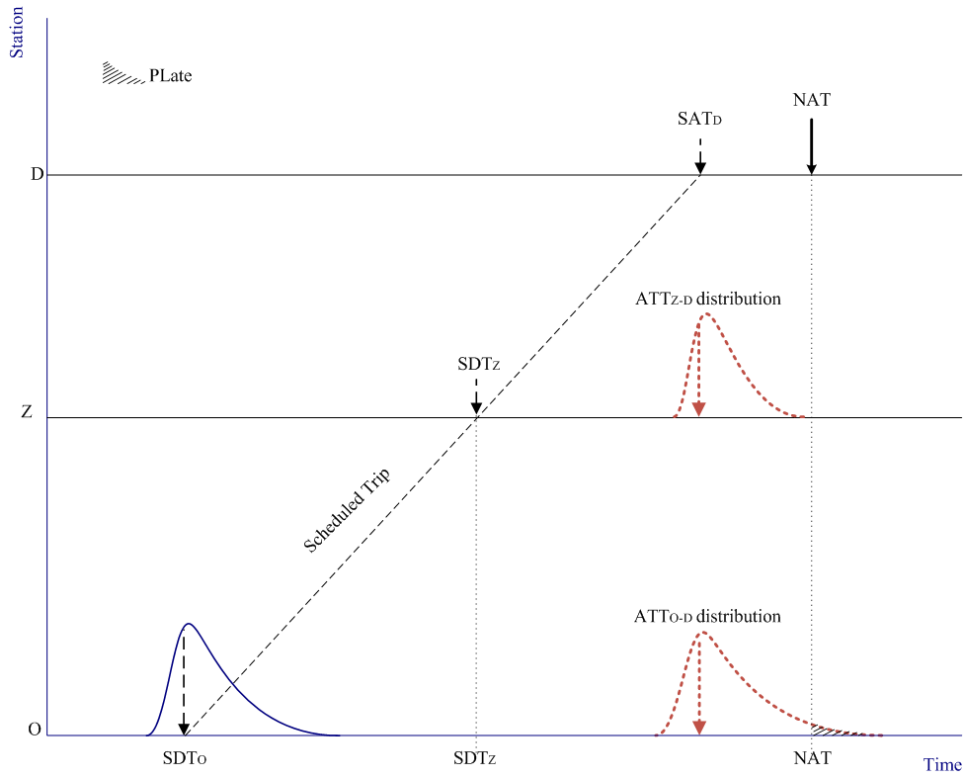 Station
PLate
NAT
SATD
D
ATTZ-D distribution
SDTZ
Z
Scheduled Trip
ATTO-D distribution
O
SDTO
SDTZ
NAT
Time